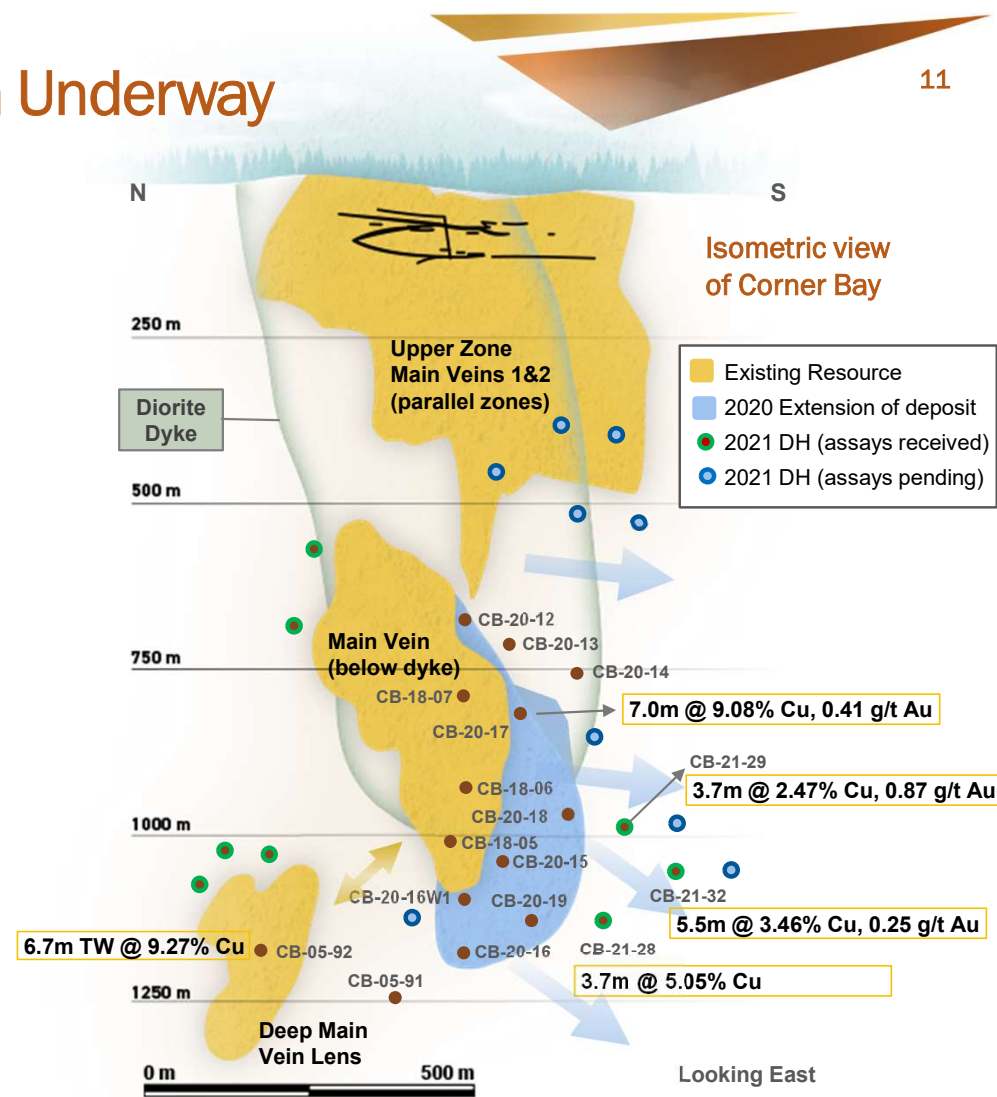 Underway
11
N
S
Isometric view
of Corner Bay
250 m
Upper Zone
Main Veins 1&2
(parallel zones)
Existing Resource
2020 Extension of deposit
2021 DH (assays received)
2021 DH (assays pending)
Diorite
Dyke
500 m
CB-20-12
CB-20-13
Main Vein
(below dyke)
750 m
CB-20-14
CB-18-07
7.0m @ 9.08% Cu, 0.41 g/t Au
CB-20-17
CB-21-29
CB-18-06
3.7m @ 2.47% Cu, 0.87 g/t Au
CB-20-18
1000 m
CB-18-05
CB-20-15
CB-20-16W1
CB-20-19
CB-21-32
5.5m @ 3.46% Cu, 0.25 g/t Au
6.7m TW @ 9.27% Cu
CB-05-92
CB-20-16
CB-21-28
CB-05-91
3.7m @ 5.05% Cu
1250 m
Deep Main
Vein Lens
0 m
500 m
Looking East